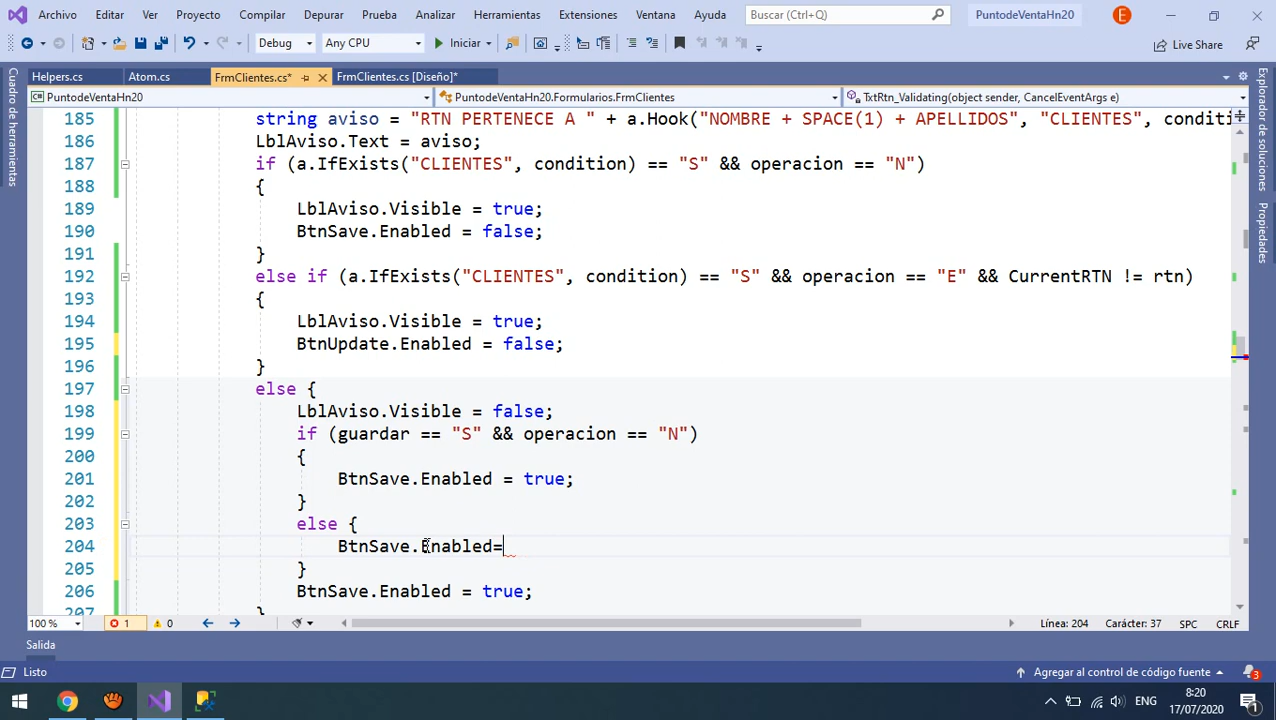 Archivo Editar Ver Proyecto Compilar Depurar Prueba Analizar Herramientas Extensiones Ventana Ayuda Buscar (Ctrl+Q) PuntodeVentaHn20 E
Debug Any CPU Iniciar Live Share
Helpers.cs Atom.cs FrmClientes.cs* FrmClientes.cs [Diseño]*
PuntodeVentaHn20 PuntodeVentaHn20.Formularios.FrmClientes TxtRtn_Validating(object sender, CancelEventArgs e)
Cuadro de herramientas
Explorador de soluciones
Propiedades
185 string aviso = "RTN PERTENECE A " + a.Hook("NOMBRE + SPACE(1) + APELLIDOS", "CLIENTES", conditi
186 LblAviso.Text = aviso;
187 if (a.IfExists("CLIENTES", condition) == "S" && operacion == "N")
188 {
189 LblAviso.Visible = true;
190 BtnSave.Enabled = false;
191 }
192 else if (a.IfExists("CLIENTES", condition) == "S" && operacion == "E" && CurrentRTN != rtn)
193 {
194 LblAviso.Visible = true;
195 BtnUpdate.Enabled = false;
196 }
197 else {
198 LblAviso.Visible = false;
199 if (guardar == "S" && operacion == "N")
200 {
201 BtnSave.Enabled = true;
202 }
203 else {
204 BtnSave.Enabled=
205 }
206 BtnSave.Enabled = true;
207 }
100 % 1 0 Línea: 204 Carácter: 37 SPC CRLF
Salida
Listo Agregar al control de código fuente 3
ENG 8:20
17/07/2020 1